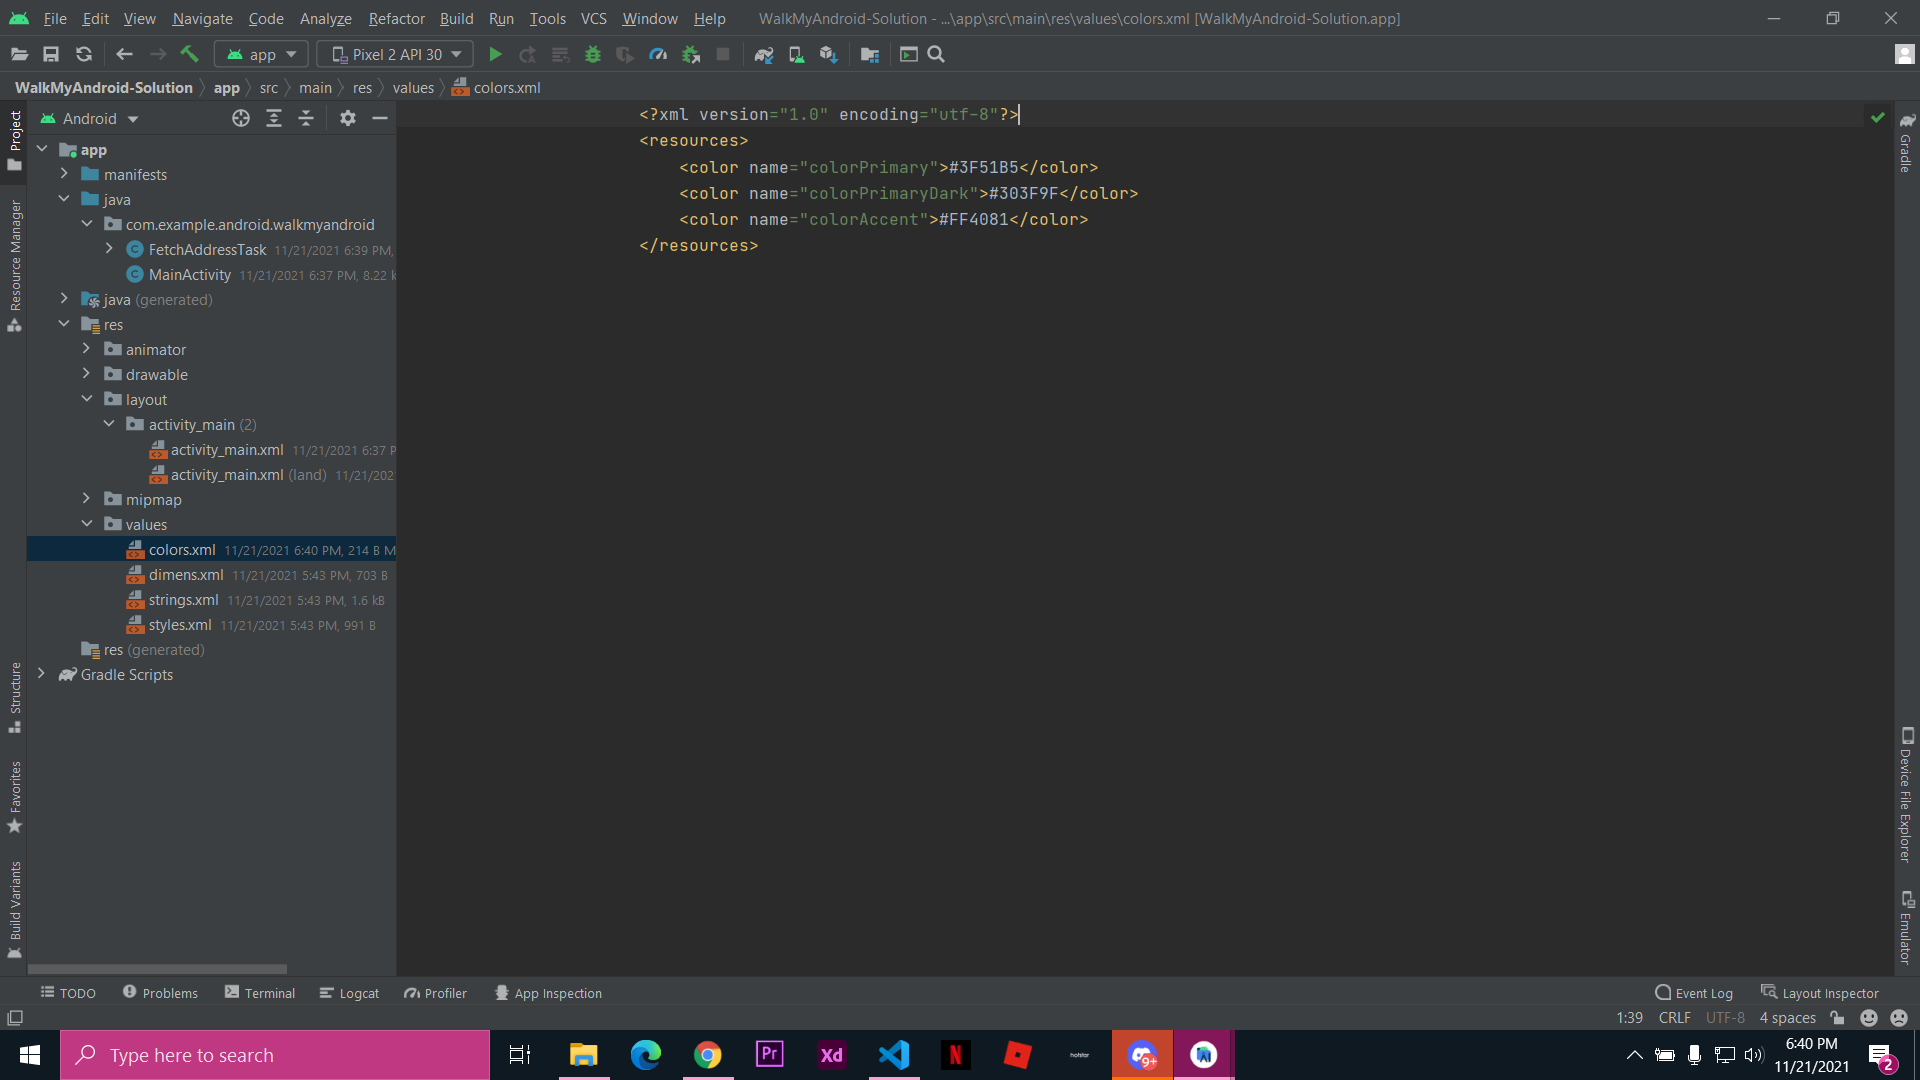 File Edit View Navigate Code Analyze Refactor Build Run Tools VCS Window Help WalkMyAndroid-Solution - ...\app\src\main\res\values\colors.xml [WalkMyAndroid-Solution.app]
app Pixel 2 API 30
WalkMyAndroid-Solution app src main res values colors.xml
Project
Resource Manager
Structure
Favorites
Build Variants
Android
app
manifests
java
com.example.android.walkmyandroid
FetchAddressTask 11/21/2021 6:39 PM,
MainActivity 11/21/2021 6:37 PM, 8.22 k
java (generated)
res
animator
drawable
layout
activity_main (2)
activity_main.xml 11/21/2021 6:37 P
activity_main.xml (land) 11/21/202
mipmap
values
colors.xml 11/21/2021 6:40 PM, 214 B M
dimens.xml 11/21/2021 5:43 PM, 703 B
strings.xml 11/21/2021 5:43 PM, 1.6 kB
styles.xml 11/21/2021 5:43 PM, 991 B
res (generated)
Gradle Scripts
<?xml version="1.0" encoding="utf-8"?>
<resources>
<color name="colorPrimary">#3F51B5</color>
<color name="colorPrimaryDark">#303F9F</color>
<color name="colorAccent">#FF4081</color>
</resources>
Gradle
Device File Explorer
Emulator
TODO Problems Terminal Logcat Profiler App Inspection Event Log Layout Inspector
1:39 CRLF UTF-8 4 spaces
Type here to search
Pr
Xd
N
hotstar
9+
6:40 PM
11/21/2021
2